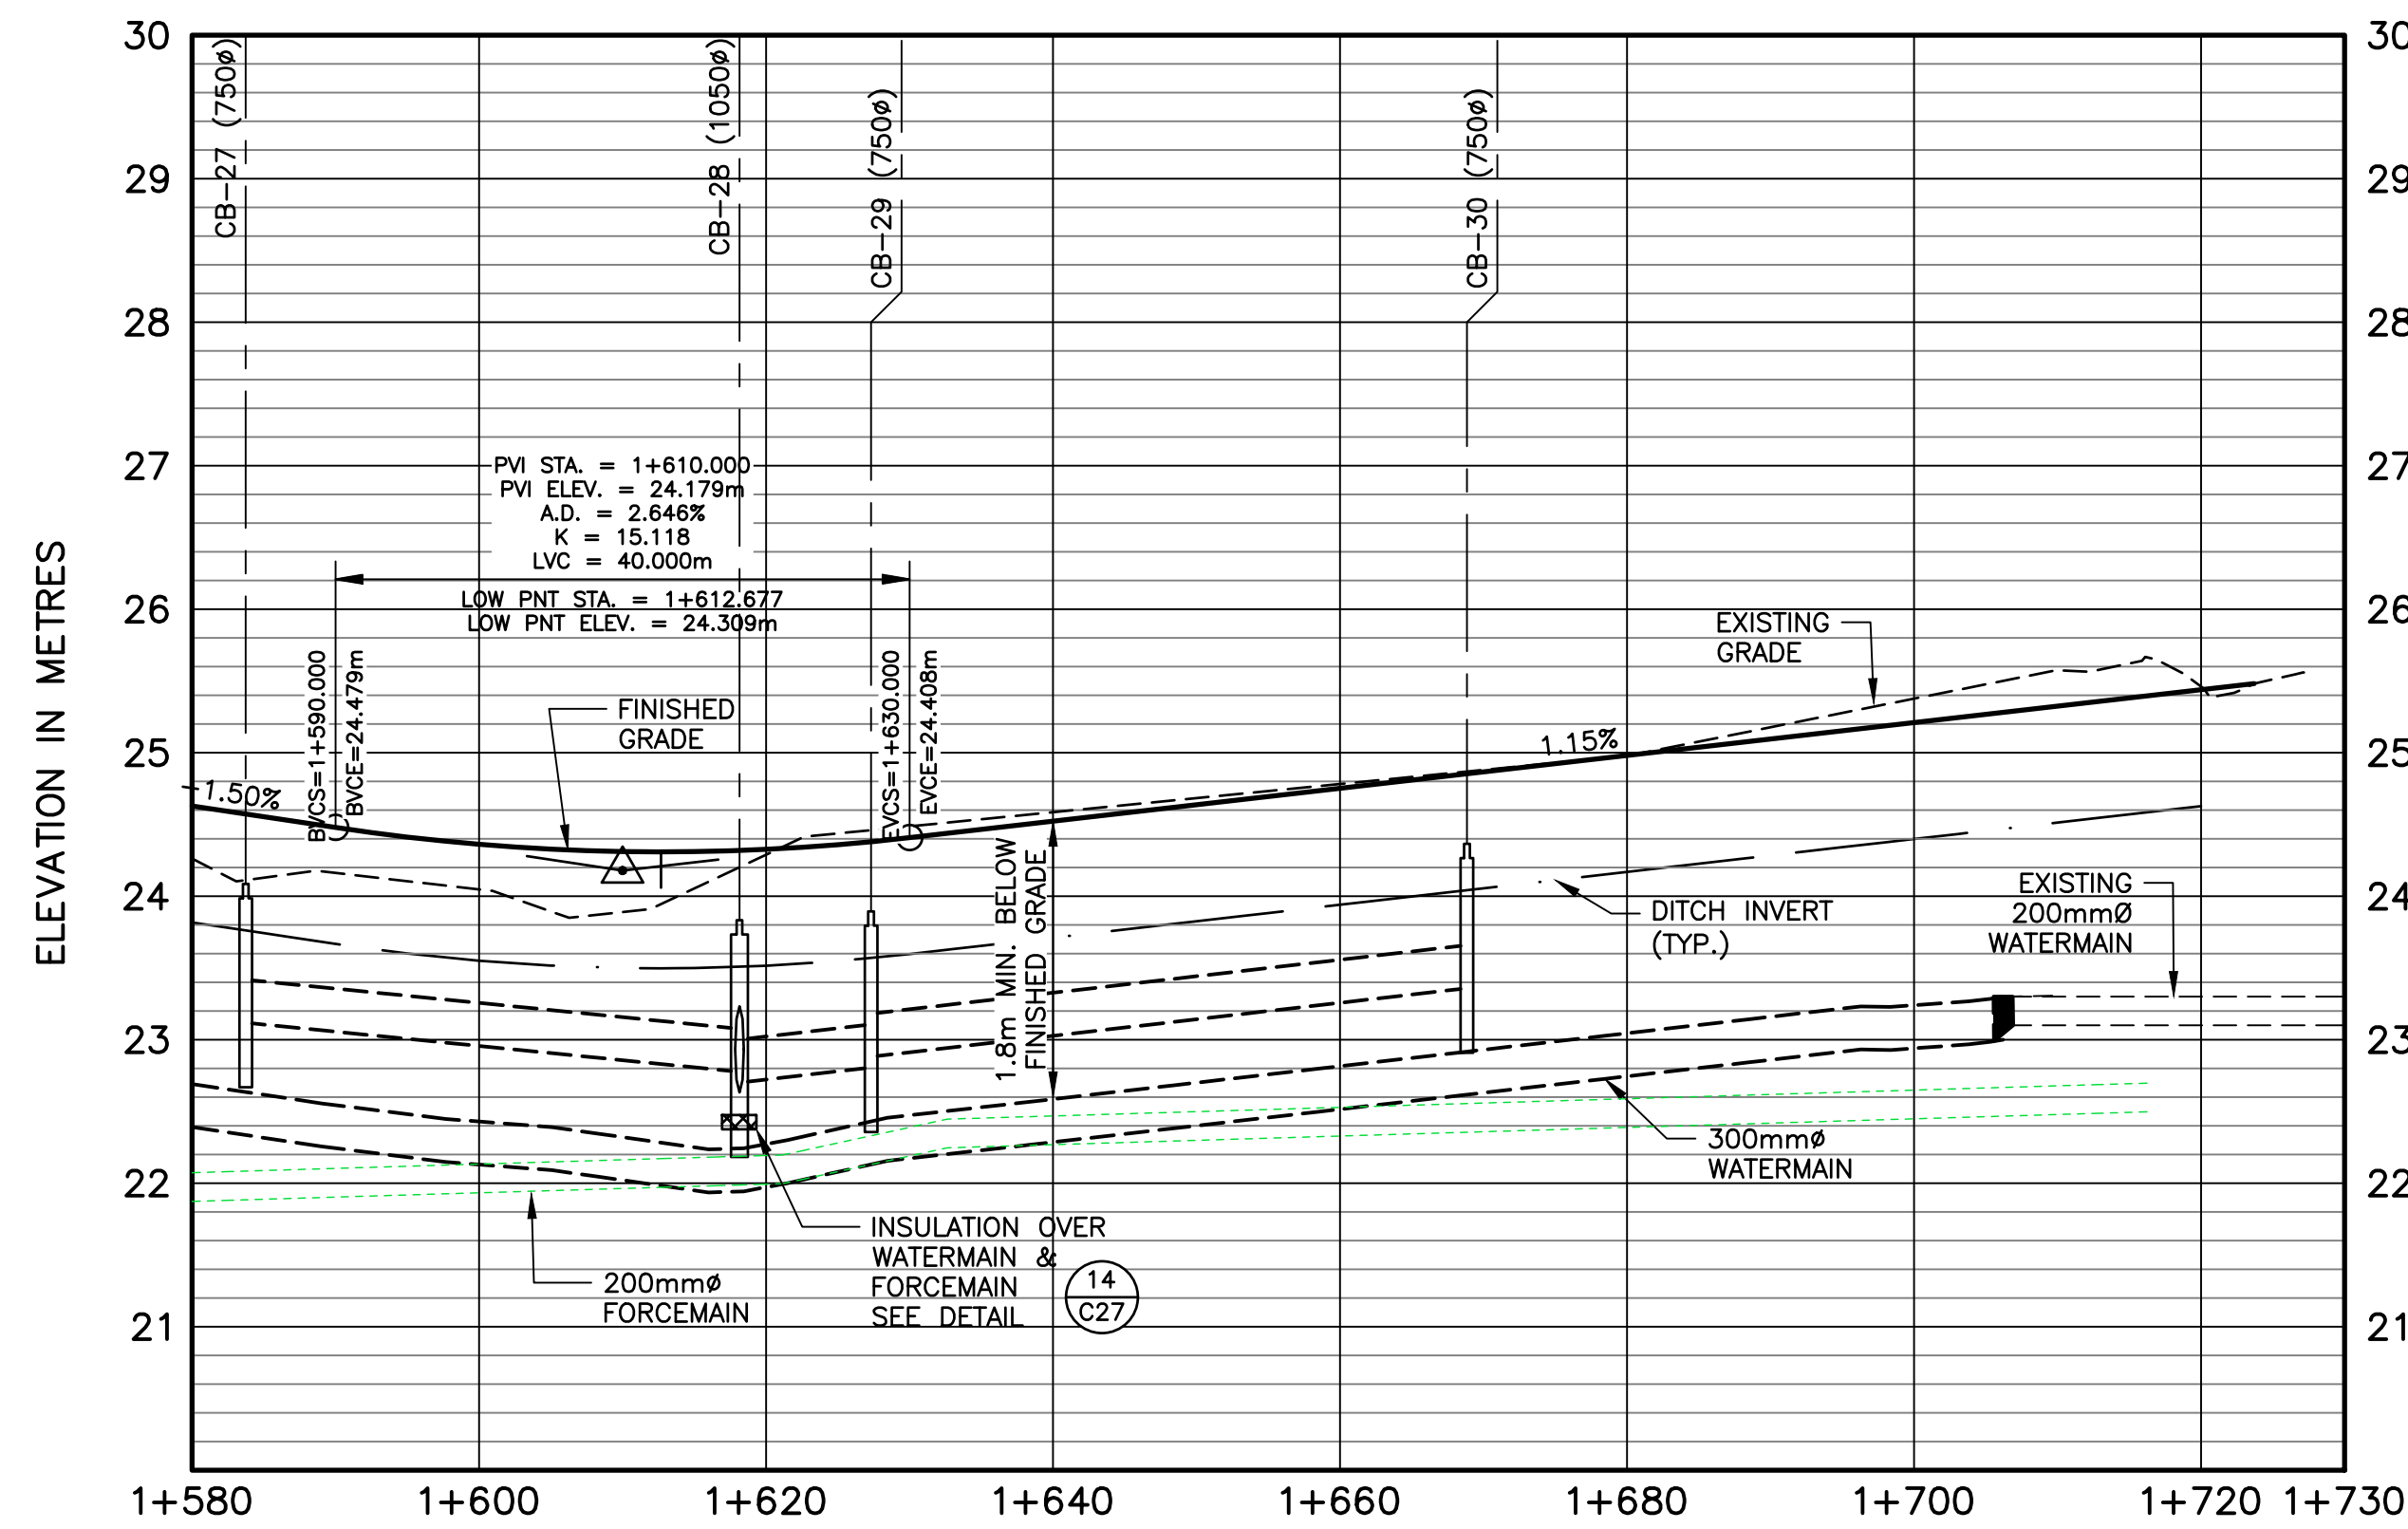 CB-27 (750ø)
CB-28 (1050ø)
CB-29 (750ø)
CB-30 (750ø)
30
29
28
27
26
25
24
23
22
21
ELEVATION IN METRES
PVI STA. = 1+610.000
PVI ELEV. = 24.179m
A.D. = 2.646%
K = 15.118
LVC = 40.000m
LOW PNT STA. = 1+612.677
LOW PNT ELEV. = 24.309m
BVCS=1+590.000
BVCE=24.479m
EVCS=1+630.000
EVCE=24.408m
FINISHED
GRADE
EXISTING
GRADE
-1.50%
1.15%
1.8m MIN. BELOW
FINISHED GRADE
DITCH INVERT
(TYP.)
EXISTING
200mmØ
WATERMAIN
300mmø
WATERMAIN
INSULATION OVER
WATERMAIN &
FORCEMAIN
SEE DETAIL
14
C27
200mmø
FORCEMAIN
30
29
28
27
26
25
24
23
22
21
1+580 1+600 1+620 1+640 1+660 1+680 1+700 1+720 1+730